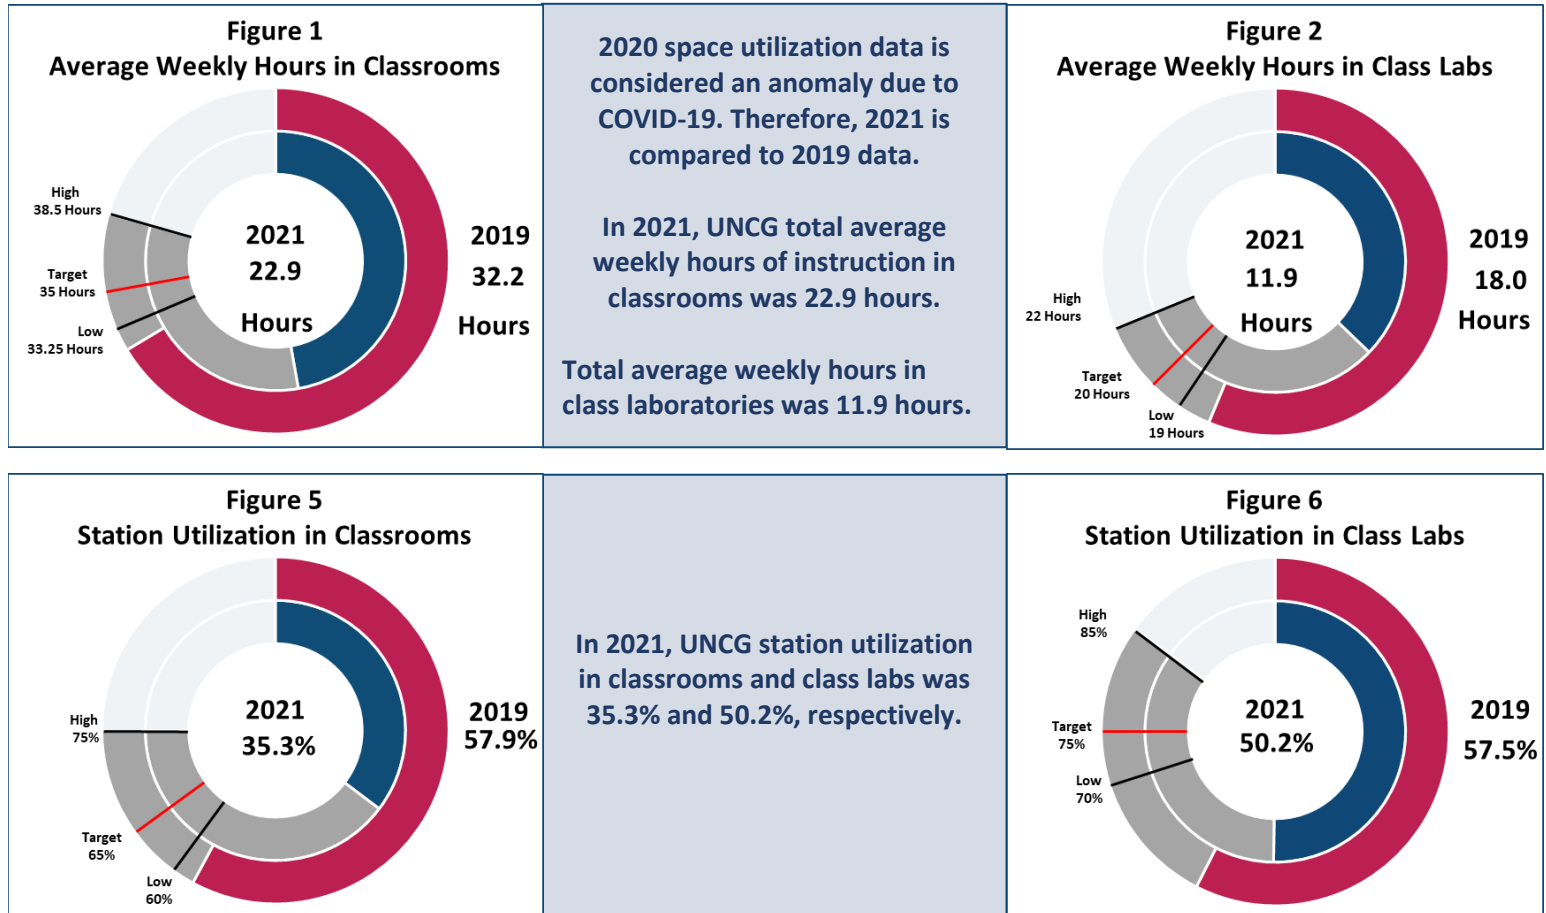 Figure 1
Average Weekly Hours in Classrooms
High
38.5 Hours
Target
35 Hours
Low
33.25 Hours
2021
22.9
Hours
2019
32.2
Hours
2020 space utilization data is
considered an anomaly due to
COVID-19. Therefore, 2021 is
compared to 2019 data.
In 2021, UNCG total average
weekly hours of instruction in
classrooms was 22.9 hours.
Total average weekly hours in
class laboratories was 11.9 hours.
Figure 2
Average Weekly Hours in Class Labs
High
22 Hours
Target
20 Hours
Low
19 Hours
2021
11.9
Hours
2019
18.0
Hours
Figure 5
Station Utilization in Classrooms
High
75%
Target
65%
Low
60%
2021
35.3%
2019
57.9%
In 2021, UNCG station utilization
in classrooms and class labs was
35.3% and 50.2%, respectively.
Figure 6
Station Utilization in Class Labs
High
85%
Target
75%
Low
70%
2021
50.2%
2019
57.5%